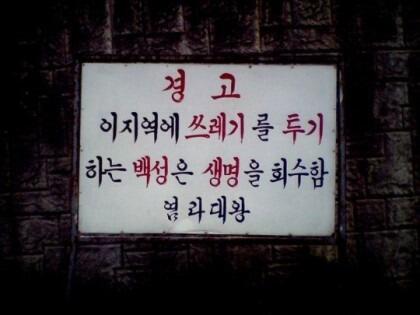 경고
이지역에 쓰레기를 투기
하는 백성은 생명을 회수함
염라대왕